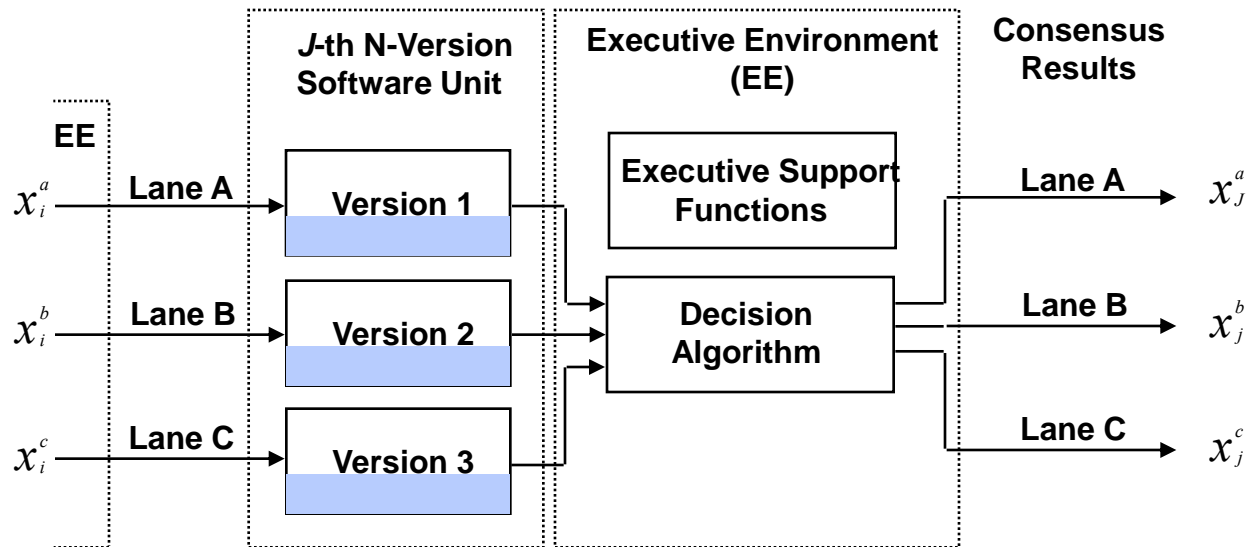 J-th N-Version
Software Unit
Executive Environment
(EE)
Consensus
Results
EE
Executive Support
Functions
x_i^a
Lane A
Version 1
Lane A
x_J^a
x_i^b
Lane B
Version 2
Decision
Algorithm
Lane B
x_j^b
x_i^c
Lane C
Version 3
Lane C
x_j^c